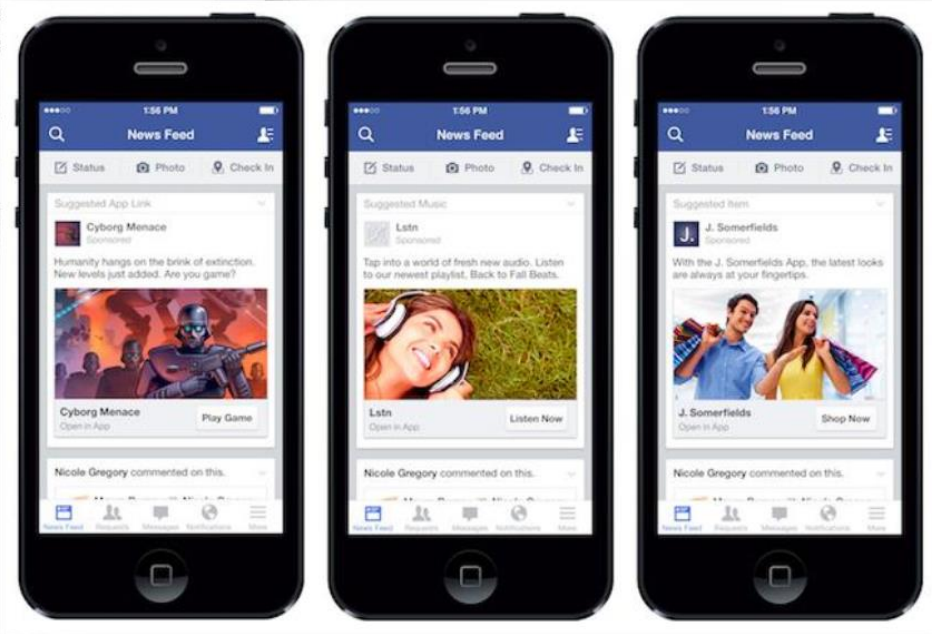 1:56 PM
News Feed
Status Photo Check In
Suggested App Link
Cyborg Menace
Sponsored
Humanity hangs on the brink of extinction.
New levels just added. Are you game?
Cyborg Menace
Open in App
Play Game
Nicole Gregory commented on this.
News Feed Requests Messages Notifications More
1:56 PM
News Feed
Status Photo Check In
Suggested Music
Lstn
Sponsored
Tap into a world of fresh new audio. Listen
to our newest playlist, Back to Fall Beats.
Lstn
Open in App
Listen Now
Nicole Gregory commented on this.
News Feed Requests Messages Notifications More
1:56 PM
News Feed
Status Photo Check In
Suggested Item
J.
J. Somerfields
Sponsored
With the J. Somerfields App, the latest looks
are always at your fingertips.
J. Somerfields
Open in App
Shop Now
Nicole Gregory commented on this.
News Feed Requests Messages Notifications More